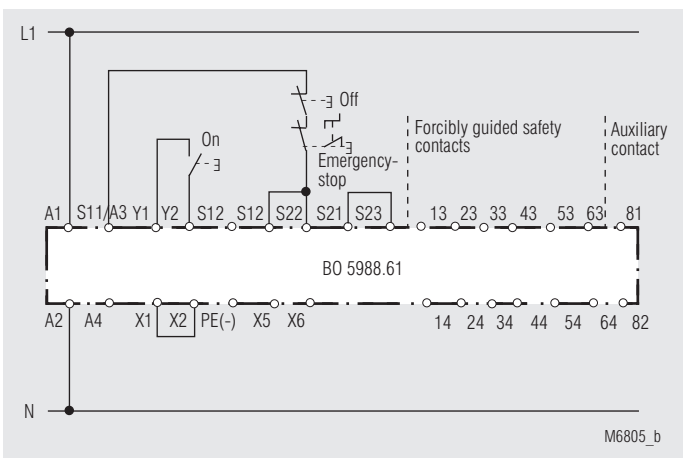 L1
Off
On
Emergency-
stop
Forcibly guided safety
contacts
Auxiliary
contact
A1 S11/A3 Y1 Y2 S12 S12 S22 S21 S23 13 23 33 43 53 63 81
BO 5988.61
A2 A4 X1 X2 PE(-) X5 X6 14 24 34 44 54 64 82
N
M6805_b